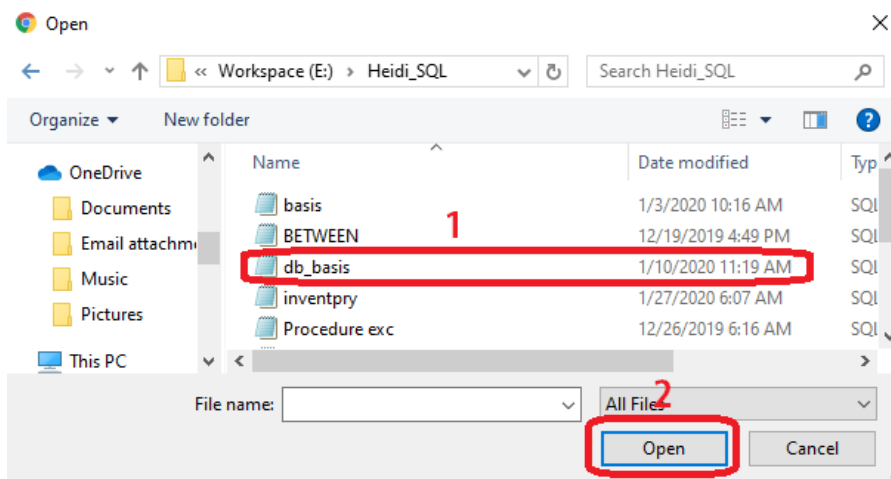 Open
« Workspace (E:) > Heidi_SQL
Search Heidi_SQL
Organize
New folder
Name Date modified Typ
OneDrive
Documents
Email attachm
Music
Pictures
This PC
basis 1/3/2020 10:16 AM SQL
1
BETWEEN 12/19/2019 4:49 PM SQL
db_basis 1/10/2020 11:19 AM SQL
inventpry 1/27/2020 6:07 AM SQL
Procedure exc 12/26/2019 6:16 AM SQL
File name:
All Files
2
Open Cancel